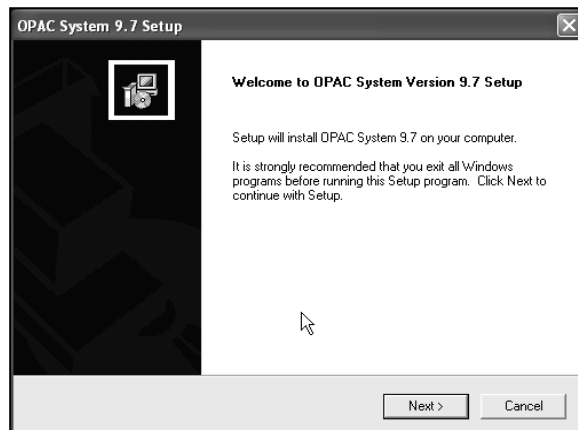 OPAC System 9.7 Setup
Welcome to OPAC System Version 9.7 Setup
Setup will install OPAC System 9.7 on your computer.
It is strongly recommended that you exit all Windows
programs before running this Setup program. Click Next to
continue with Setup.
Next >
Cancel